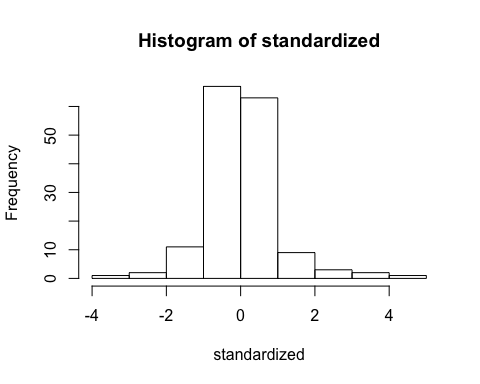 Histogram of standardized
Frequency
50
30
10
0
-4 -2 0 2 4
standardized